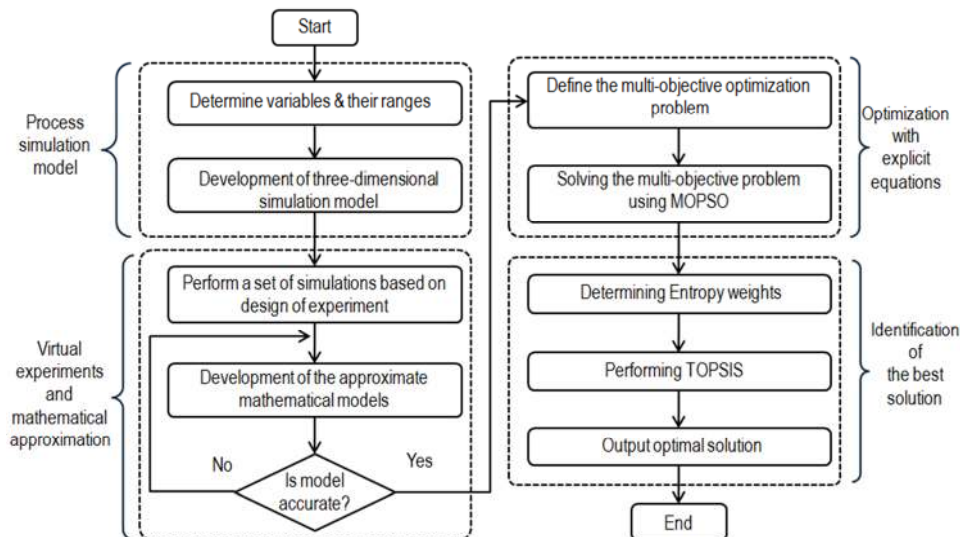 Start
Process
simulation
model
Determine variables & their ranges
Development of three-dimensional
simulation model
Virtual
experiments
and
mathematical
approximation
Perform a set of simulations based on
design of experiment
Development of the approximate
mathematical models
No
Yes
Is model
accurate?
Define the multi-objective optimization
problem
Solving the multi-objective problem
using MOPSO
Optimization
with
explicit
equations
Determining Entropy weights
Performing TOPSIS
Output optimal solution
Identification
of
the best
solution
End